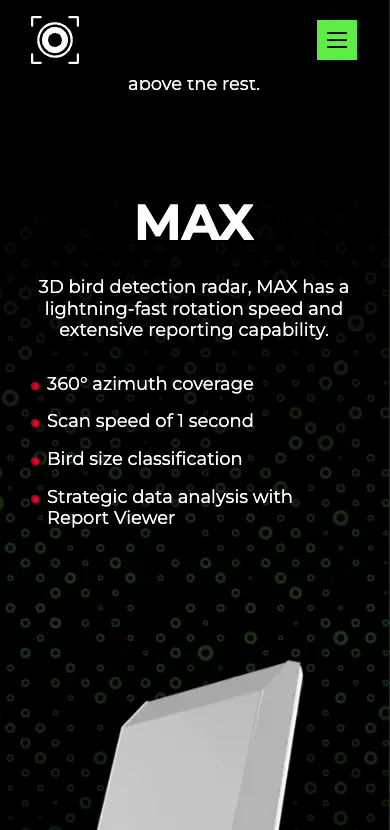 above the rest.
MAX
3D bird detection radar, MAX has a
lightning-fast rotation speed and
extensive reporting capability.
360° azimuth coverage
Scan speed of 1 second
Bird size classification
Strategic data analysis with
Report Viewer